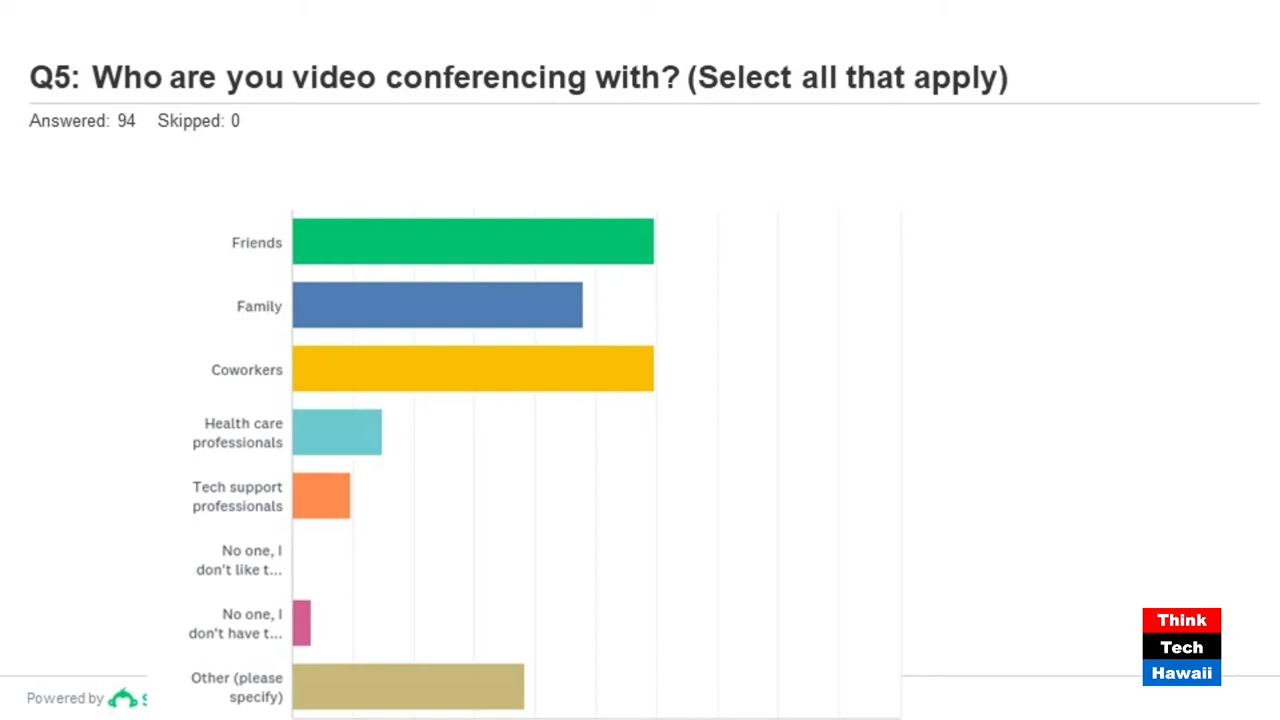 Q5: Who are you video conferencing with? (Select all that apply)
Answered: 94 Skipped: 0
Friends
Family
Coworkers
Health care
professionals
Tech support
professionals
No one, I
don't like t...
No one, I
don't have t...
Other (please
specify)
Powered by
Think
Tech
Hawaii